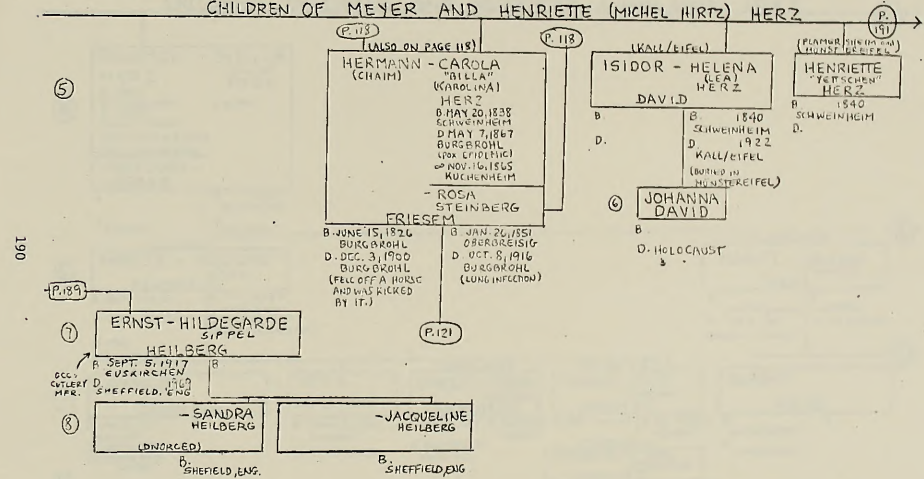 CHILDREN OF MEYER AND HENRIETTE (MICHEL HIRTZ) HERZ
P. 191
P. 118
(ALSO ON PAGE 118)
P. 118
5
HERMANN - CAROLA
(CHAIM) "BILLA"
(KAROLINA)
HERZ
B. MAY 20, 1838
SCHWEINHEIM
D MAY 7, 1867
BURGBROHL
(POX EPIDEMIC)
∞ NOV. 16, 1865
KUCHENHEIM
- ROSA
STEINBERG
FRIESEM
B. JUNE 15, 1826
BURGBROHL
D. DEC. 3, 1900
BURGBROHL
(FELL OFF A HORSE
AND WAS KICKED
BY IT.)
B. JAN. 26, 1851
OBERBREISIG
D. OCT. 8, 1916
BURGBROHL
(LUNG INFECTION)
P. 121
(KALL/EIFEL)
ISIDOR - HELENA
(LEA)
HERZ
DAVID
B.
D.
B. 1840
SCHWEINHEIM
D. 1922
KALL/EIFEL
(BURIED IN
MÜNSTEREIFEL)
6
JOHANNA
DAVID
B
D. HOLOCAUST
MÜNSTEREIFEL)
HENRIETTE
"YETTSCHEN"
HERZ
B 1840
SCHWEINHEIM
D.
190
P. 189
7
ERNST - HILDEGARDE
SIPPEL
HEILBERG
OCC:
CUTLERY
MFR.
B SEPT. 5, 1917
EUSKIRCHEN
D. 1969
SHEFFIELD, ENG
B
8
- SANDRA
HEILBERG
(DIVORCED)
B.
SHEFIELD, ENG.
- JACQUELINE
HEILBERG
B.
SHEFFIELD, ENG